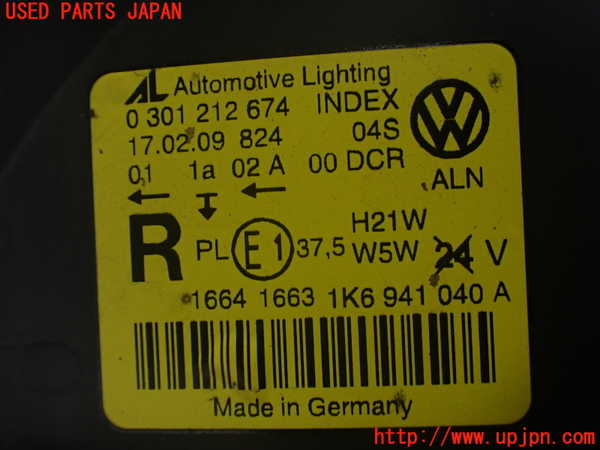 USED PARTS JAPAN
AL Automotive Lighting
0 301 212 674 INDEX
17.02.09 824 04S
01 1a 02 A 00 DCR
VW
ALN
R PL E1 37,5 H21W
W5W 24 V
1664 1663 1K6 941 040 A
Made in Germany
http://www.upjpn.com/